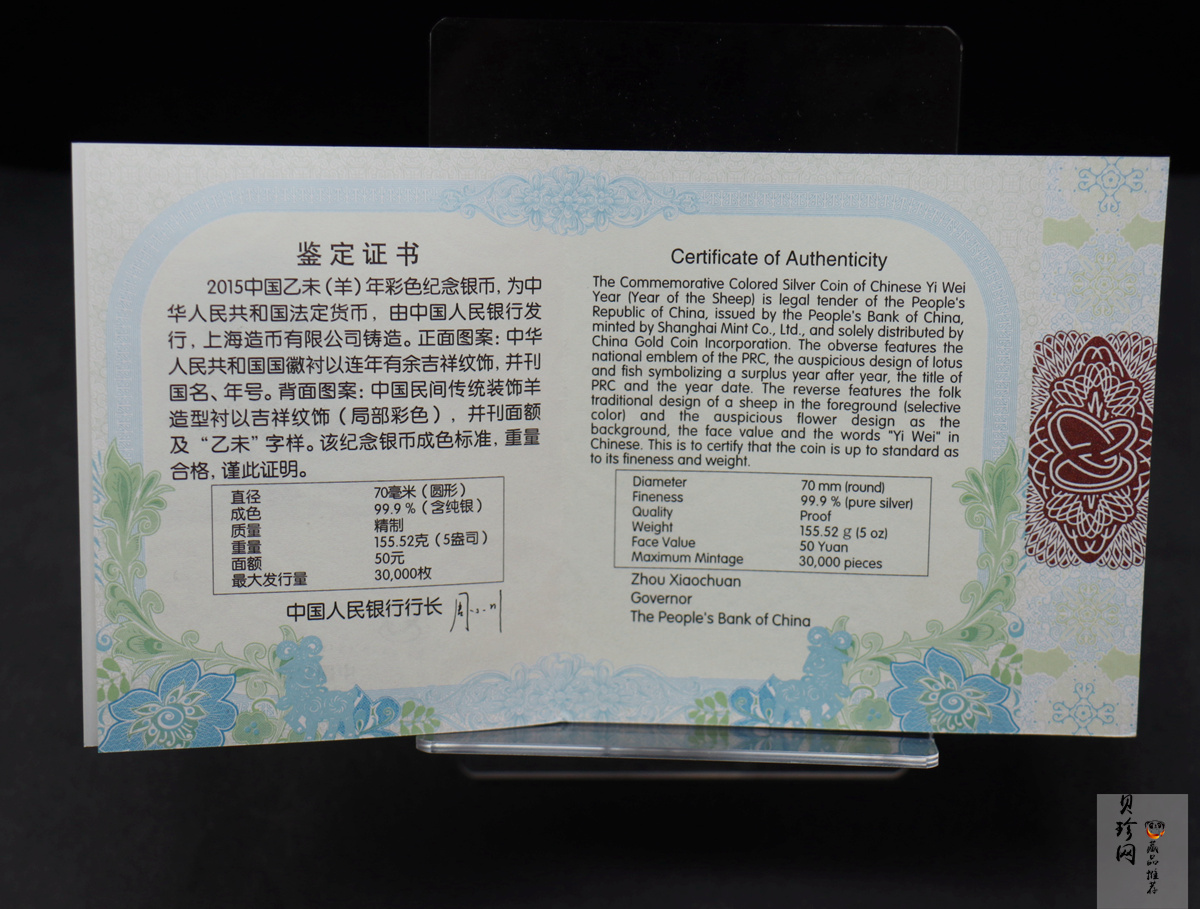 鉴定证书
2015中国乙未（羊）年彩色纪念银币，为中
华人民共和国法定货币，由中国人民银行发
行，上海造币有限公司铸造。正面图案：中华
人民共和国国徽衬以连年有余吉祥纹饰，并刊
国名、年号。背面图案：中国民间传统装饰羊
造型衬以吉祥纹饰（局部彩色），并刊面额
及“乙未”字样。该纪念银币成色标准，重量
合格，谨此证明。
直径 70毫米（圆形）
成色 99.9％（含纯银）
质量 精制
重量 155.52克（5盎司）
面额 50元
最大发行量 30,000枚
中国人民银行行长
Certificate of Authenticity
The Commemorative Colored Silver Coin of Chinese Yi Wei
Year (Year of the Sheep) is legal tender of the People's
Republic of China, issued by the People's Bank of China,
minted by Shanghai Mint Co., Ltd., and solely distributed by
China Gold Coin Incorporation. The obverse features the
national emblem of the PRC, the auspicious design of lotus
and fish symbolizing a surplus year after year, the title of
PRC and the year date. The reverse features the folk
traditional design of a sheep in the foreground (selective
color) and the auspicious flower design as the
background, the face value and the words "Yi Wei" in
Chinese. This is to certify that the coin is up to standard as
to its fineness and weight.
Diameter 70 mm (round)
Fineness 99.9 % (pure silver)
Quality Proof
Weight 155.52 g (5 oz)
Face Value 50 Yuan
Maximum Mintage 30,000 pieces
Zhou Xiaochuan
Governor
The People's Bank of China
贝珍网
藏品推荐